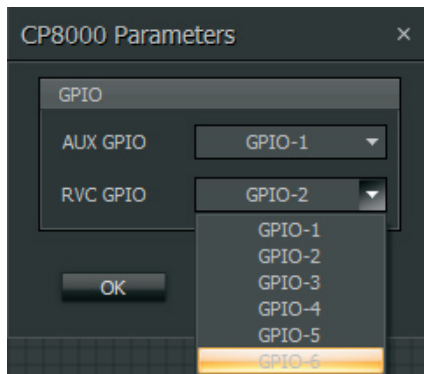 CP8000 Parameters ×
GPIO
AUX GPIO GPIO-1
RVC GPIO GPIO-2
GPIO-1
GPIO-2
GPIO-3
OK
GPIO-4
GPIO-5
GPIO-6